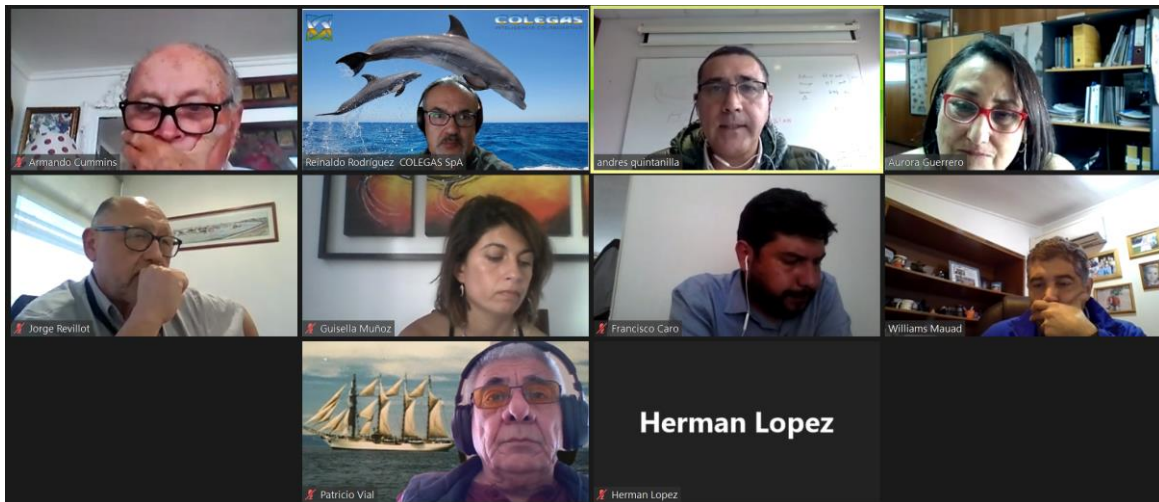 COLEGAS
Armando Cummins
Reinaldo Rodríguez COLEGAS SpA
andres quintanilla
Aurora Guerrero
Jorge Revillot
Guisella Muñoz
Francisco Caro
Williams Mauad
Herman Lopez
Patricio Vial
Herman Lopez